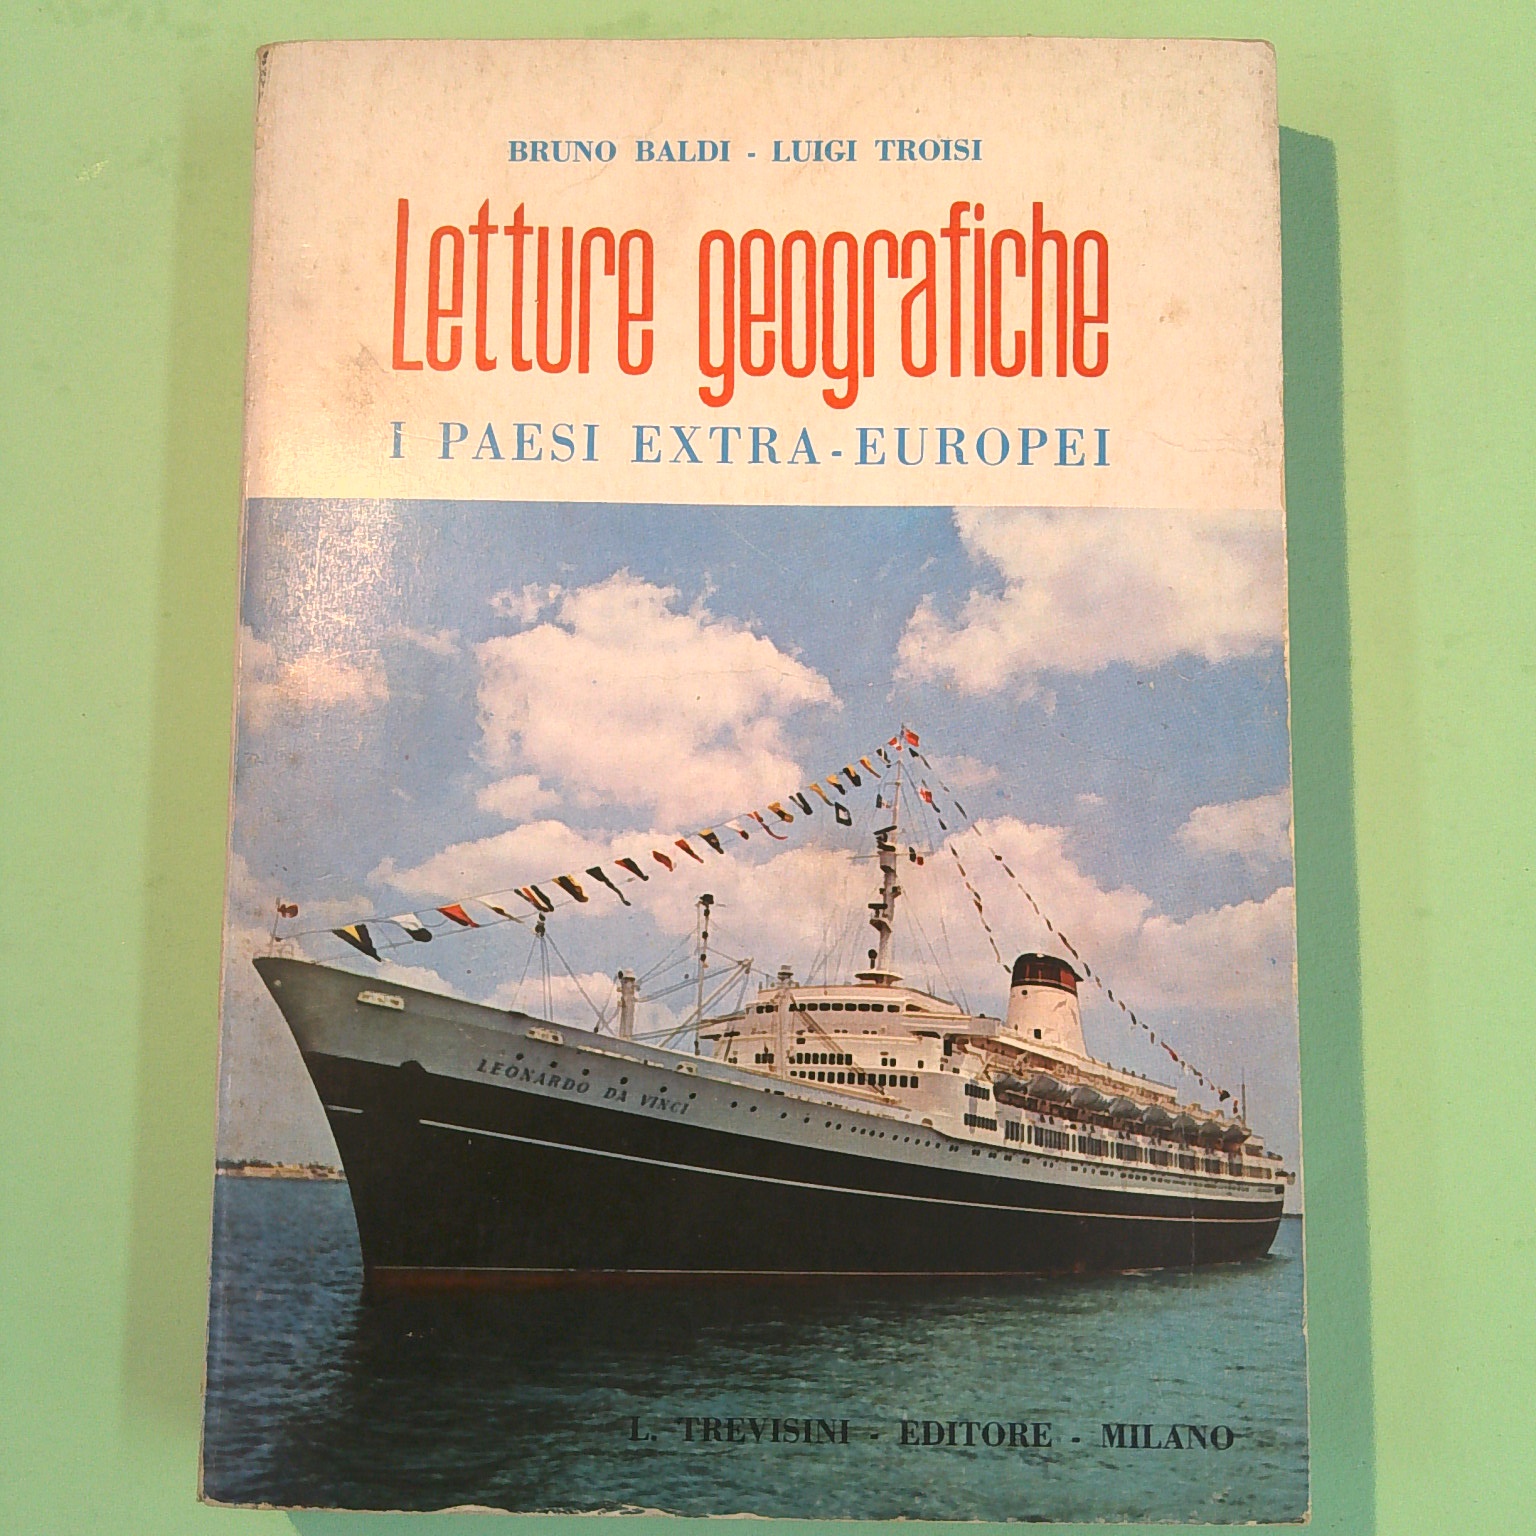 BRUNO BALDI - LUIGI TROISI
Letture geografiche
I PAESI EXTRA-EUROPEI
LEONARDO DA VINCI
L. TREVISINI - EDITORE - MILANO